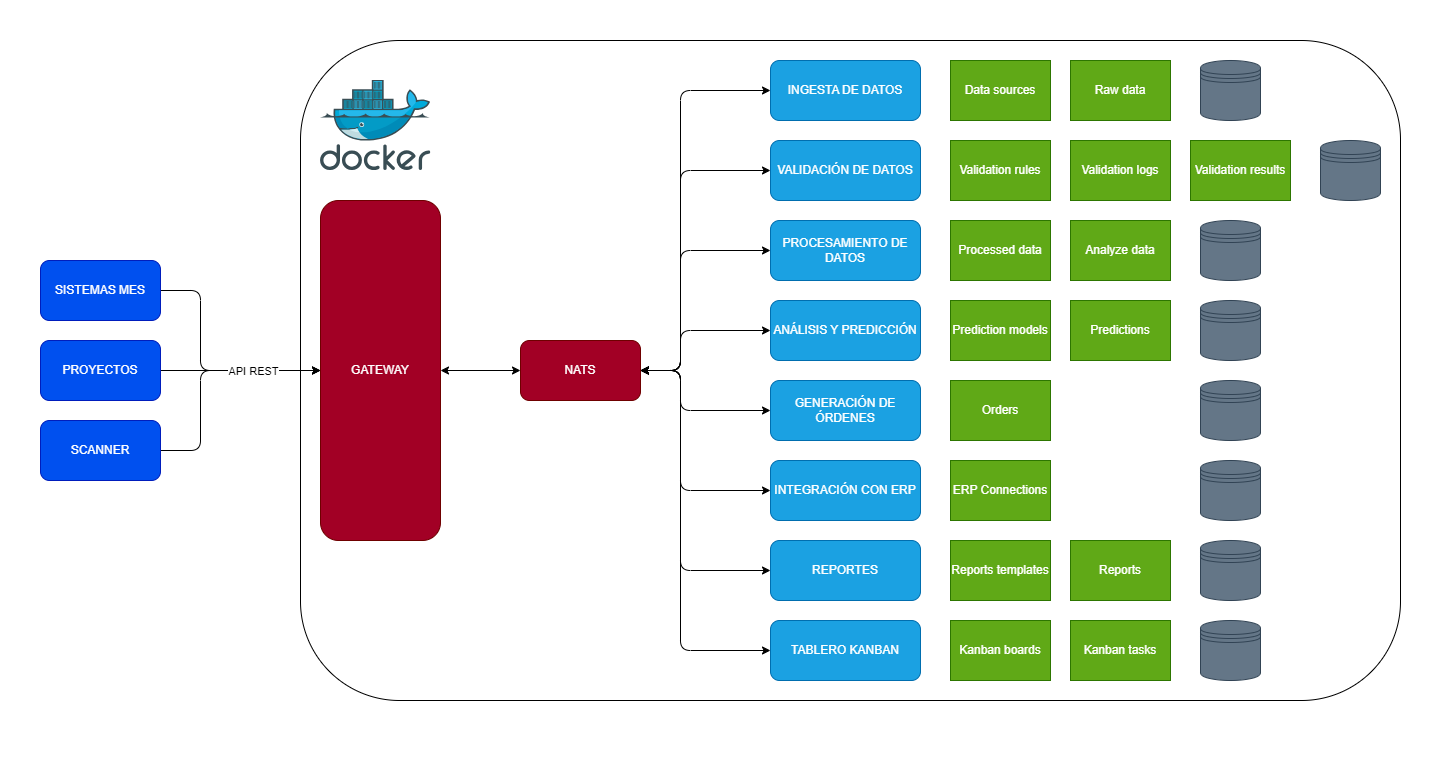 docker
INGESTA DE DATOS
Data sources
Raw data
VALIDACIÓN DE DATOS
Validation rules
Validation logs
Validation results
PROCESAMIENTO DE
DATOS
Processed data
Analyze data
SISTEMAS MES
ANÁLISIS Y PREDICCIÓN
Prediction models
Predictions
PROYECTOS
API REST
GATEWAY
NATS
GENERACIÓN DE
ÓRDENES
Orders
SCANNER
INTEGRACIÓN CON ERP
ERP Connections
REPORTES
Reports templates
Reports
TABLERO KANBAN
Kanban boards
Kanban tasks